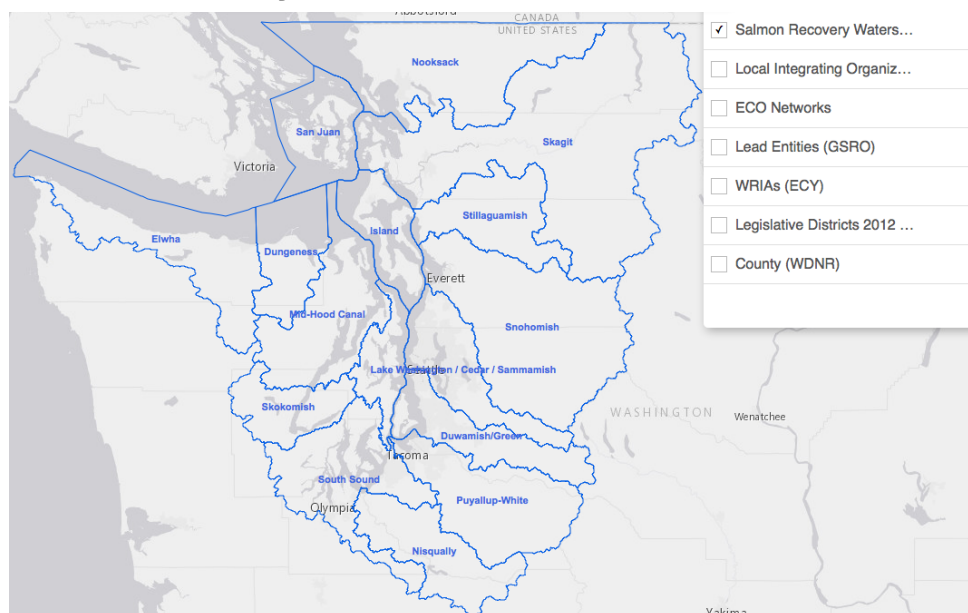 CANADA
UNITED STATES
Nooksack
San Juan
Skagit
Victoria
Stillaguamish
Island
Elwha
Dungeness
Everett
Mid-Hood Canal
Snohomish
Lake Washington / Cedar / Sammamish
Seattle
Skokomish
WASHINGTON
Wenatchee
Duwamish/Green
Tacoma
South Sound
Puyallup-White
Olympia
Nisqually
Yakima
✓ Salmon Recovery Waters…
Local Integrating Organiz…
ECO Networks
Lead Entities (GSRO)
WRIAs (ECY)
Legislative Districts 2012 …
County (WDNR)